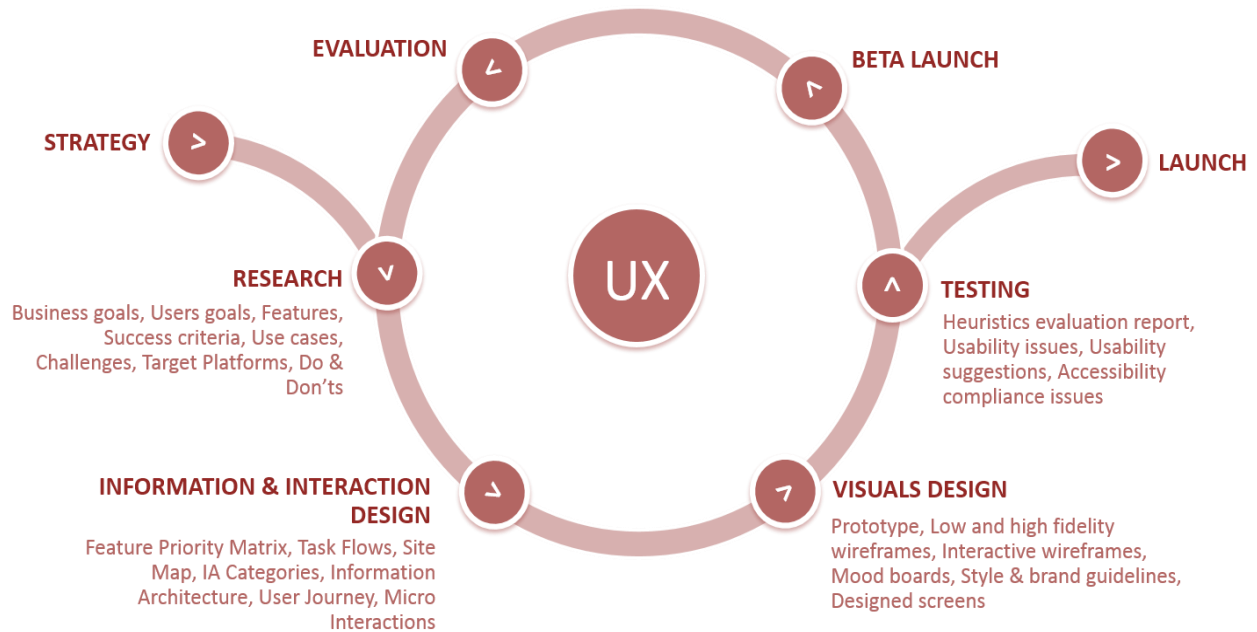 EVALUATION
BETA LAUNCH
STRATEGY
LAUNCH
UX
RESEARCH
Business goals, Users goals, Features,
Success criteria, Use cases,
Challenges, Target Platforms, Do &
Don’ts
TESTING
Heuristics evaluation report,
Usability issues, Usability
suggestions, Accessibility
compliance issues
INFORMATION & INTERACTION
DESIGN
Feature Priority Matrix, Task Flows, Site
Map, IA Categories, Information
Architecture, User Journey, Micro
Interactions
VISUALS DESIGN
Prototype, Low and high fidelity
wireframes, Interactive wireframes,
Mood boards, Style & brand guidelines,
Designed screens